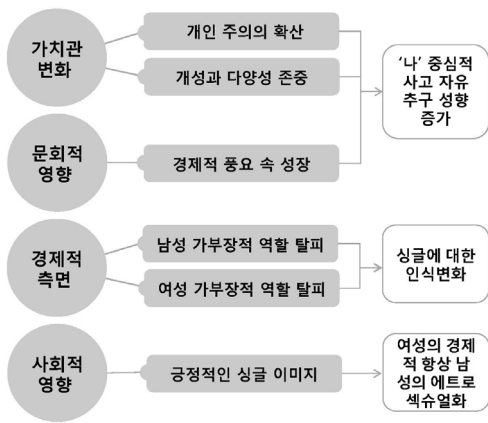 가치관
변화
개인 주의의 확산
개성과 다양성 존중
'나' 중심적
사고 자유
추구 성향
증가
문회적
영향
경제적 풍요 속 성장
경제적
측면
남성 가부장적 역할 탈피
여성 가부장적 역할 탈피
싱글에 대한
인식변화
사회적
영향
긍정적인 싱글 이미지
여성의 경제
적 항상 남
성의 에트로
섹슈얼화